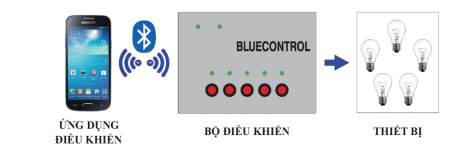 BLUECONTROL
ỨNG DỤNG
ĐIỀU KHIỂN
BỘ ĐIỀU KHIỂN
THIẾT BỊ